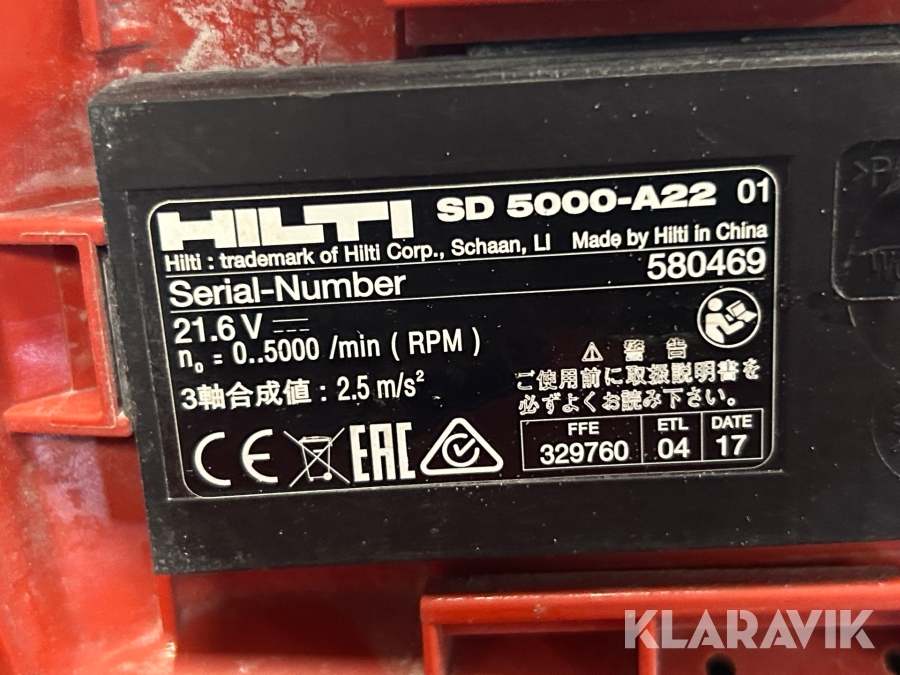 HILTI SD 5000-A22 01
Hilti : trademark of Hilti Corp., Schaan, LI Made by Hilti in China
Serial-Number 580469
21.6 V
n₀ = 0..5000 /min ( RPM )
3軸合成値 : 2.5 m/s²
⚠ 警 告
ご使用前に取扱説明書を
必ずよくお読み下さい。
CE EAC
FFE ETL DATE
329760 04 17
KLARAVIK